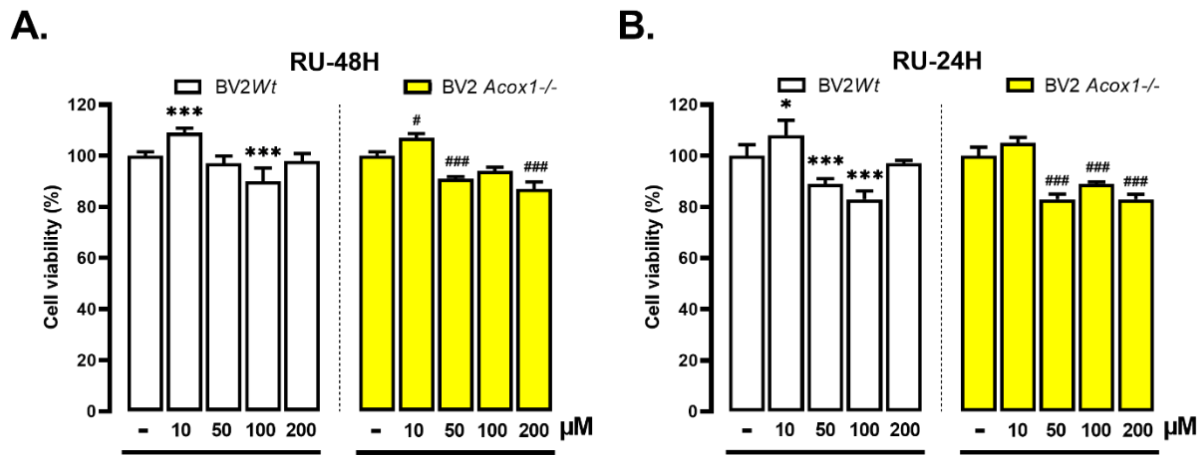 A.
RU-48H
BV2Wt
BV2 Acox1-/-
Cell viability (%)
120
100
80
60
40
20
0
***
***
#
###
###
- 10 50 100 200
- 10 50 100 200 µM
B.
RU-24H
BV2Wt
BV2 Acox1-/-
Cell viability (%)
120
100
80
60
40
20
0
*
***
***
###
###
###
- 10 50 100 200
- 10 50 100 200 µM